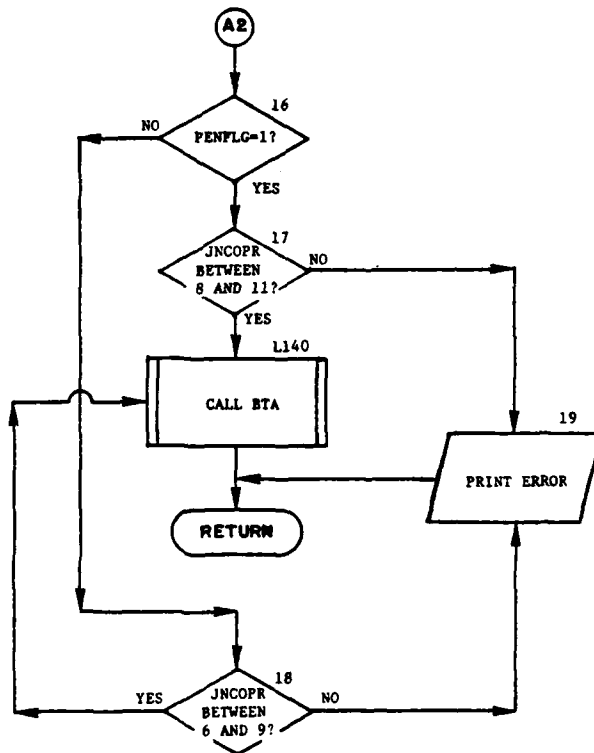 A2
16
NO
PENFLG=1?
YES
17
JNCOPR
BETWEEN
8 AND 11?
NO
YES
L140
CALL BTA
19
PRINT ERROR
RETURN
18
YES
JNCOPR
BETWEEN
6 AND 9?
NO